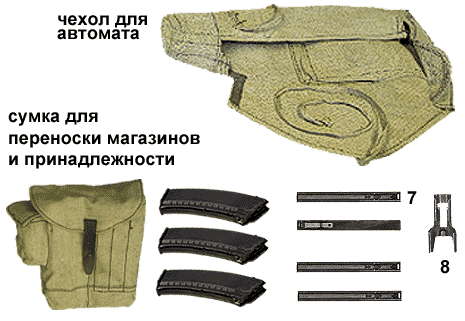 чехол для
автомата
сумка для
переноски магазинов
и принадлежности
7
8